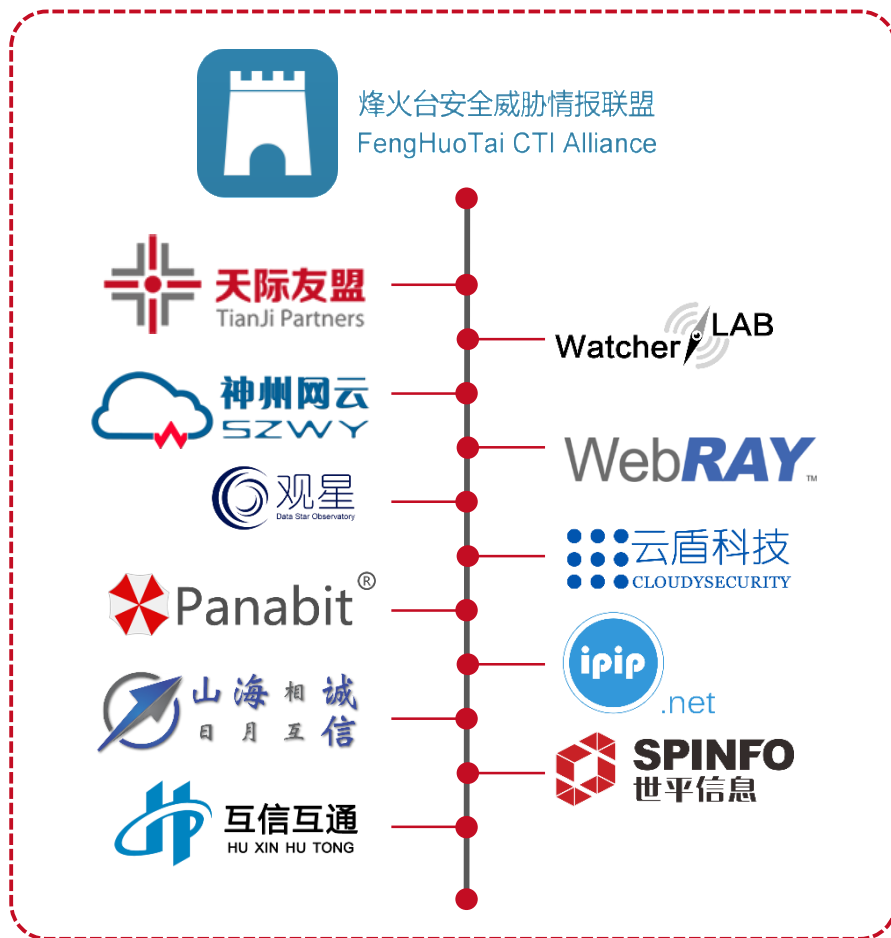 烽火台安全威胁情报联盟
FengHuoTai CTI Alliance
天际友盟
TianJi Partners
Watcher LAB
神州网云
SZWY
WebRAY™
观星
Data Star Observatory
云盾科技
CLOUDYSECURITY
Panabit®
ipip
.net
山海相诚
日月互信
SPINFO
世平信息
互信互通
HU XIN HU TONG